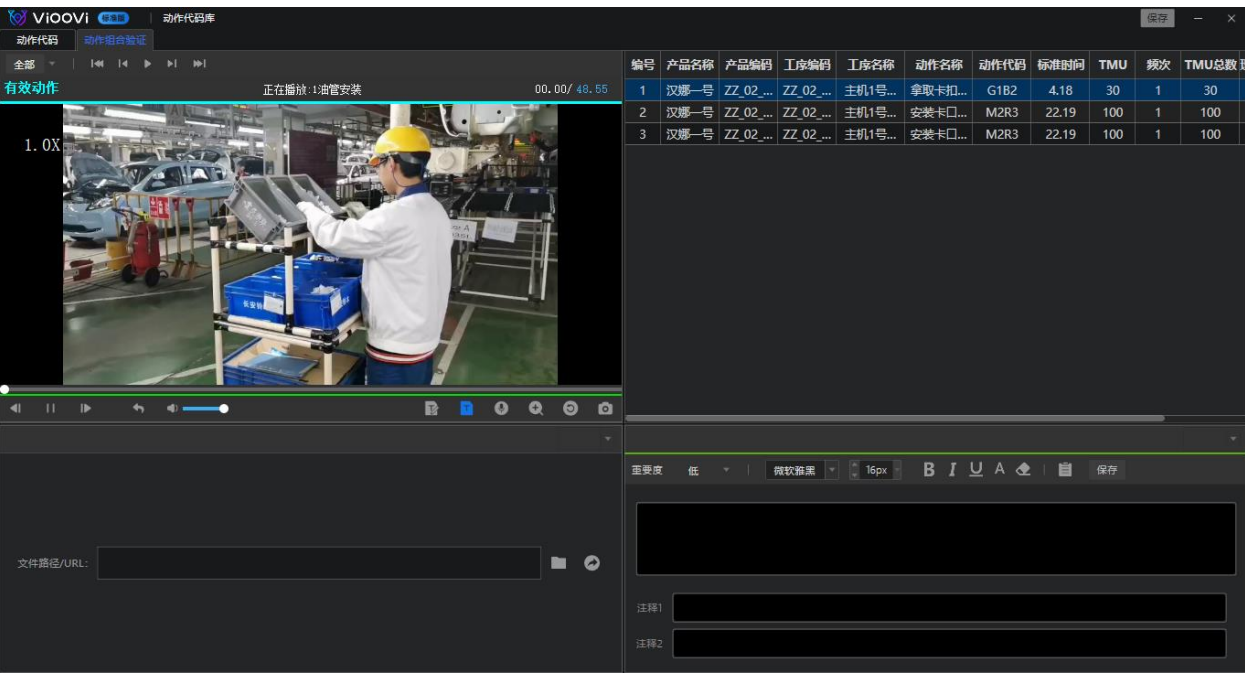 ViOOVi 标准版 动作代码库 保存
动作代码 动作组合验证
全部
有效动作 正在播放:1油管安装 00.00/ 48.55
1.0X
编号 产品名称 产品编码 工序编码 工序名称 动作名称 动作代码 标准时间 TMU 频次 TMU总数
1 汉娜一号 ZZ_02_... ZZ_02_... 主机1号... 拿取卡扣... G1B2 4.18 30 1 30
2 汉娜一号 ZZ_02_... ZZ_02_... 主机1号... 安装卡口... M2R3 22.19 100 1 100
3 汉娜一号 ZZ_02_... ZZ_02_... 主机1号... 安装卡口... M2R3 22.19 100 1 100
文件路径/URL:
重要度 低 微软雅黑 16px B I U A 保存
注释1
注释2